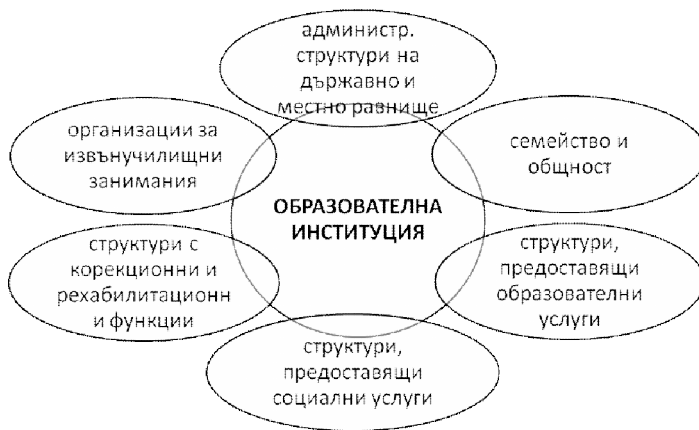 админист р.
структури на
държавно и
местно равнище
организации за
извънучилищни
занимания
семейство и
общност
ОБРАЗОВАТЕЛНА
ИНСТИТУЦИЯ
структури с
корекционни и
рехабилитационн
и функции
структури,
предоставящи
образователни
услуги
структури,
предоставящи
социални услуги